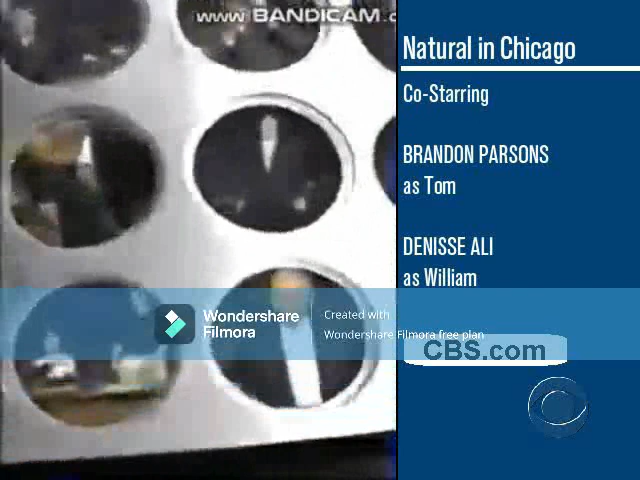 www.BANDICAM.c
Natural in Chicago
Co-Starring
BRANDON PARSONS
as Tom
DENISSE ALI
as William
Wondershare
Filmora
Created with
Wondershare Filmora free plan
CBS.com